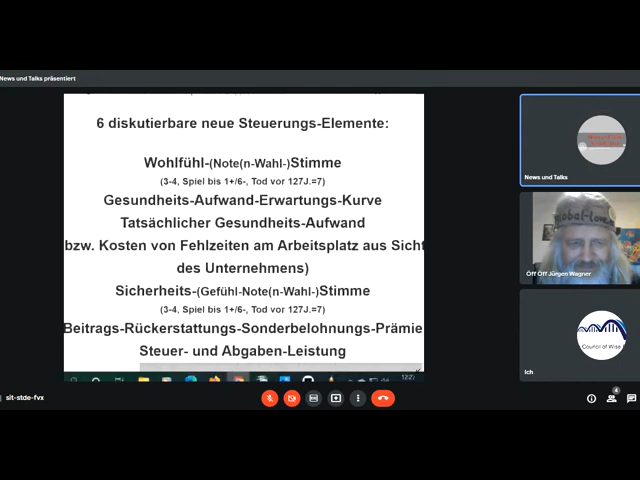 News und Talks präsentiert
6 diskutierbare neue Steuerungs-Elemente:
Wohlfühl-(Note(n-Wahl-)Stimme
(3-4, Spiel bis 1+/6-, Tod vor 127J.=7)
Gesundheits-Aufwand-Erwartungs-Kurve
Tatsächlicher Gesundheits-Aufwand
bzw. Kosten von Fehlzeiten am Arbeitsplatz aus Sicht
des Unternehmens)
Sicherheits-(Gefühl-Note(n-Wahl-)Stimme
(3-4, Spiel bis 1+/6-, Tod vor 127J.=7)
Beitrags-Rückerstattungs-Sonderbelohnungs-Prämie
Steuer- und Abgaben-Leistung
News und Talks
global-love
Öff Öff Jürgen Wagner
Council of Wise
Ich
sit-stde-fvx
4